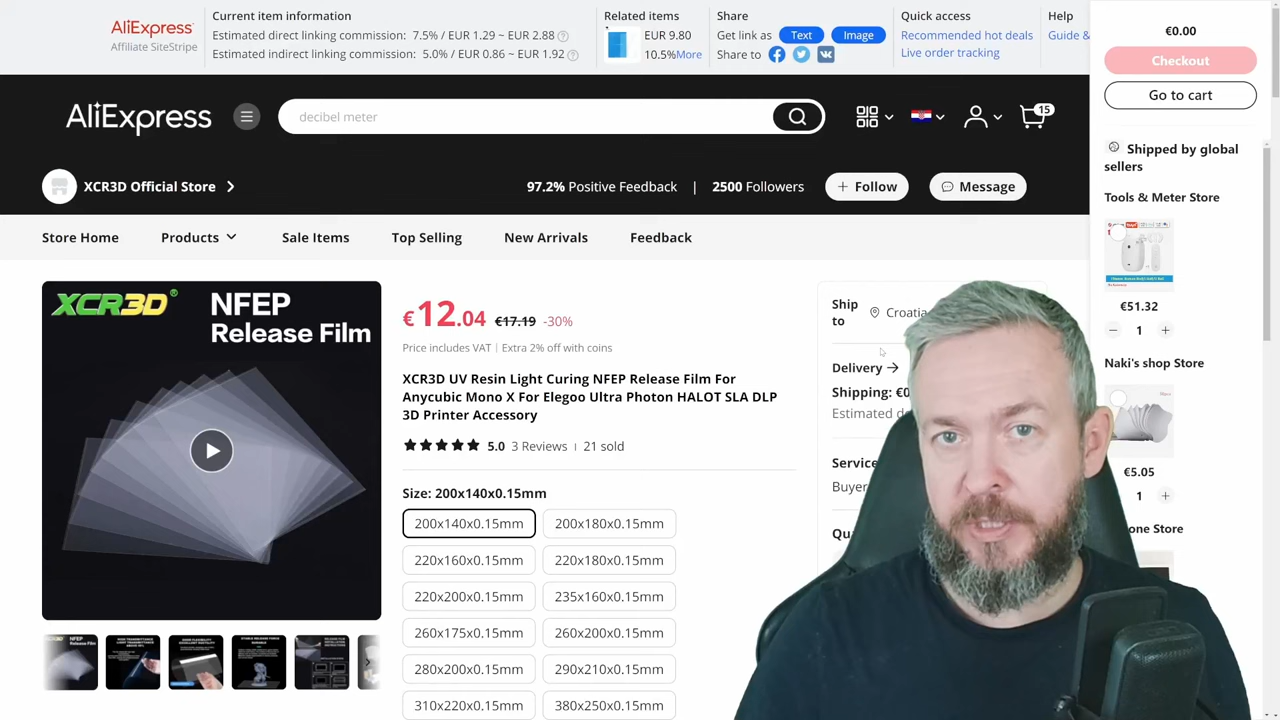 AliExpress
Affiliate SiteStripe
Current item information
Estimated direct linking commission: 7.5% / EUR 1.29 ~ EUR 2.88
Estimated indirect linking commission: 5.0% / EUR 0.86 ~ EUR 1.92
Related items
EUR 9.80
10.5%More
Share
Get link as Text Image
Share to
Quick access
Recommended hot deals
Live order tracking
Help
Guide &
AliExpress
decibel meter
15
XCR3D Official Store
97.2% Positive Feedback | 2500 Followers
+ Follow
Message
Store Home Products Sale Items Top Selling New Arrivals Feedback
XCR3D® NFEP
Release Film
€12.04 €17.19 -30%
Price includes VAT | Extra 2% off with coins
XCR3D UV Resin Light Curing NFEP Release Film For
Anycubic Mono X For Elegoo Ultra Photon HALOT SLA DLP
3D Printer Accessory
5.0 3 Reviews 21 sold
Size: 200x140x0.15mm
200x140x0.15mm 200x180x0.15mm
220x160x0.15mm 220x180x0.15mm
220x200x0.15mm 235x160x0.15mm
280x200x0.15mm 290x210x0.15mm
310x220x0.15mm 380x250x0.15mm
Ship
to
Croatia
Delivery
Shipping: €0
Estimated
Service
Buyer
€0.00
Checkout
Go to cart
Shipped by global
sellers
Tools & Meter Store
€51.32
− 1 +
Naki's shop Store
€5.05
1 +
one Store